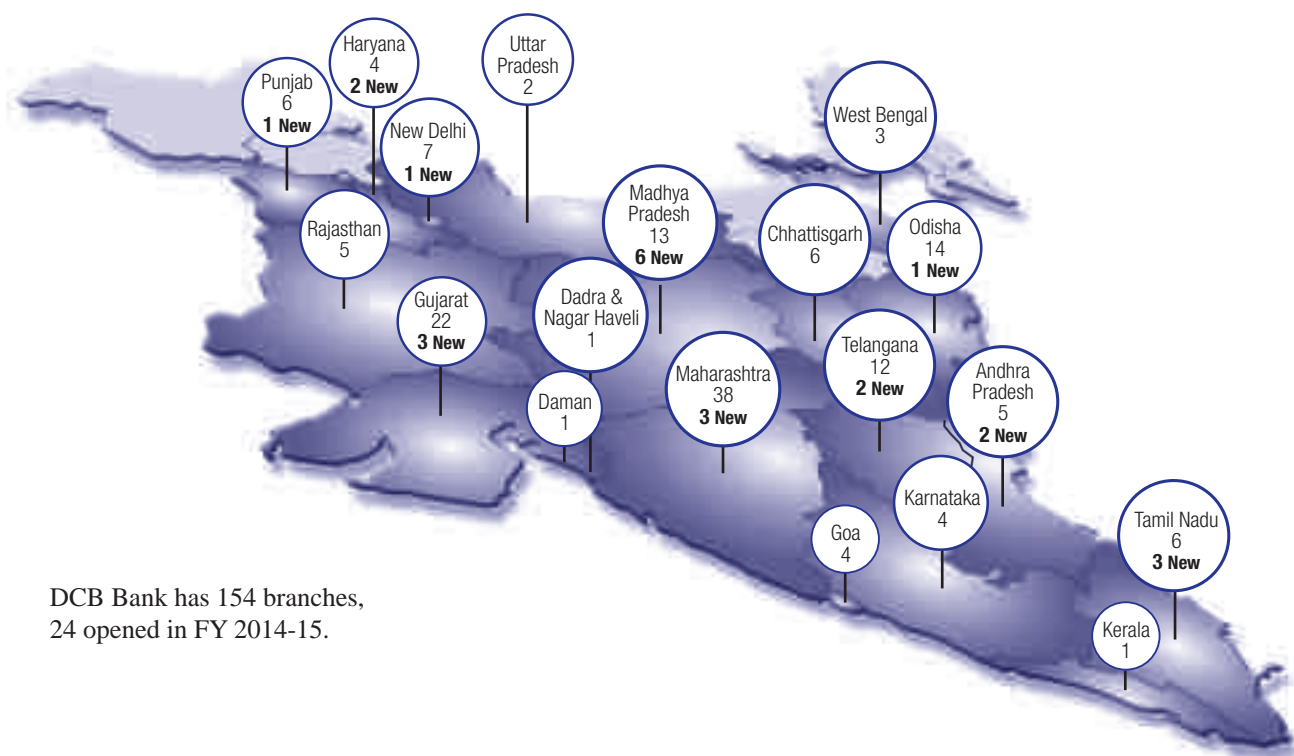 Haryana
4
2 New
Uttar
Pradesh
2
Punjab
6
1 New
West Bengal
3
New Delhi
7
1 New
Madhya
Pradesh
13
6 New
Rajasthan
5
Chhattisgarh
6
Odisha
14
1 New
Gujarat
22
3 New
Dadra &
Nagar Haveli
1
Telangana
12
2 New
Maharashtra
38
3 New
Andhra
Pradesh
5
2 New
Daman
1
Karnataka
4
Goa
4
Tamil Nadu
6
3 New
Kerala
1
DCB Bank has 154 branches,
24 opened in FY 2014-15.